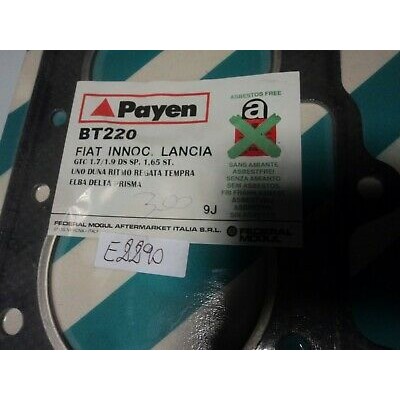 Payen
ASBESTOS FREE
a
BT220
FIAT INNOC. LANCIA
GTC 1.7/1.9 DS SP. 1,65 ST.
UNO DUNA RITMO REGATA TEMPRA
ELBA DELTA PRISMA
SANS AMIANTE
ASBESTFREI
SENZA AMIANTO
SEM ASBESTOS
9J
FEDERAL MOGUL AFTERMARKET ITALIA S.R.L.
FEDERAL
MOGUL
E2290